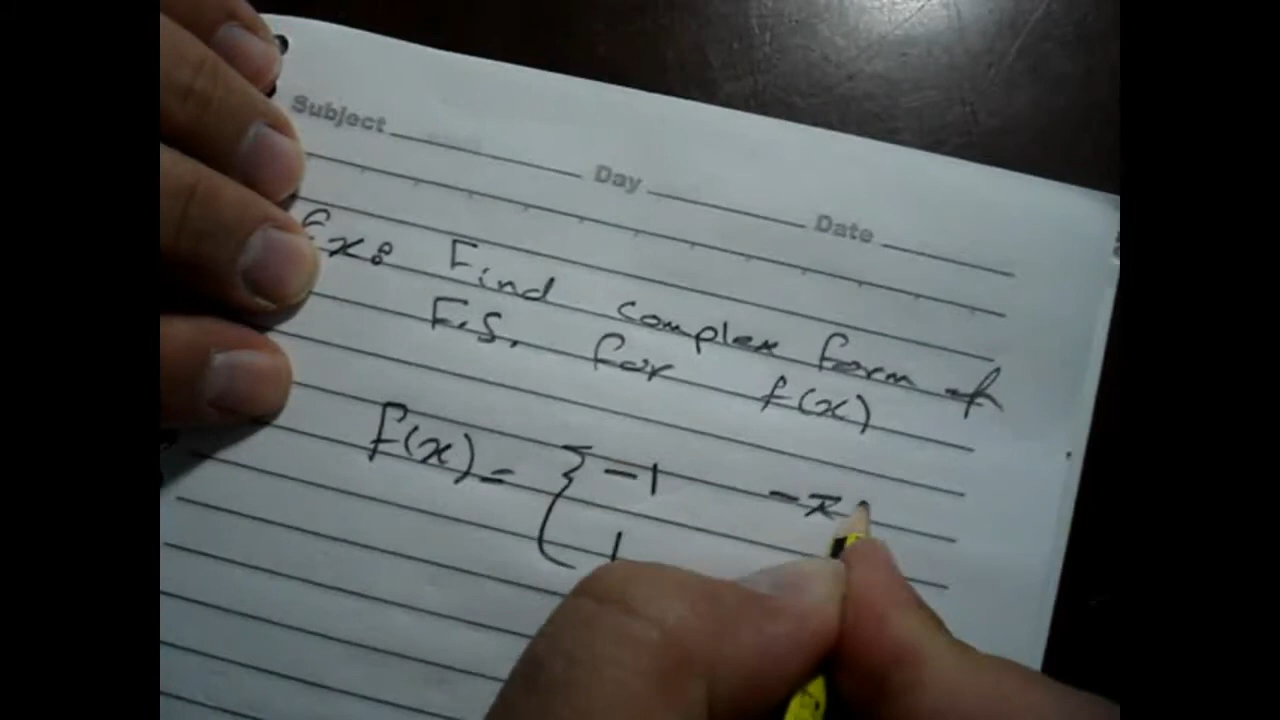 Subject Day Date
Ex: Find complex form of
F.S. for f(x)
f(x) = { -1 -π
1